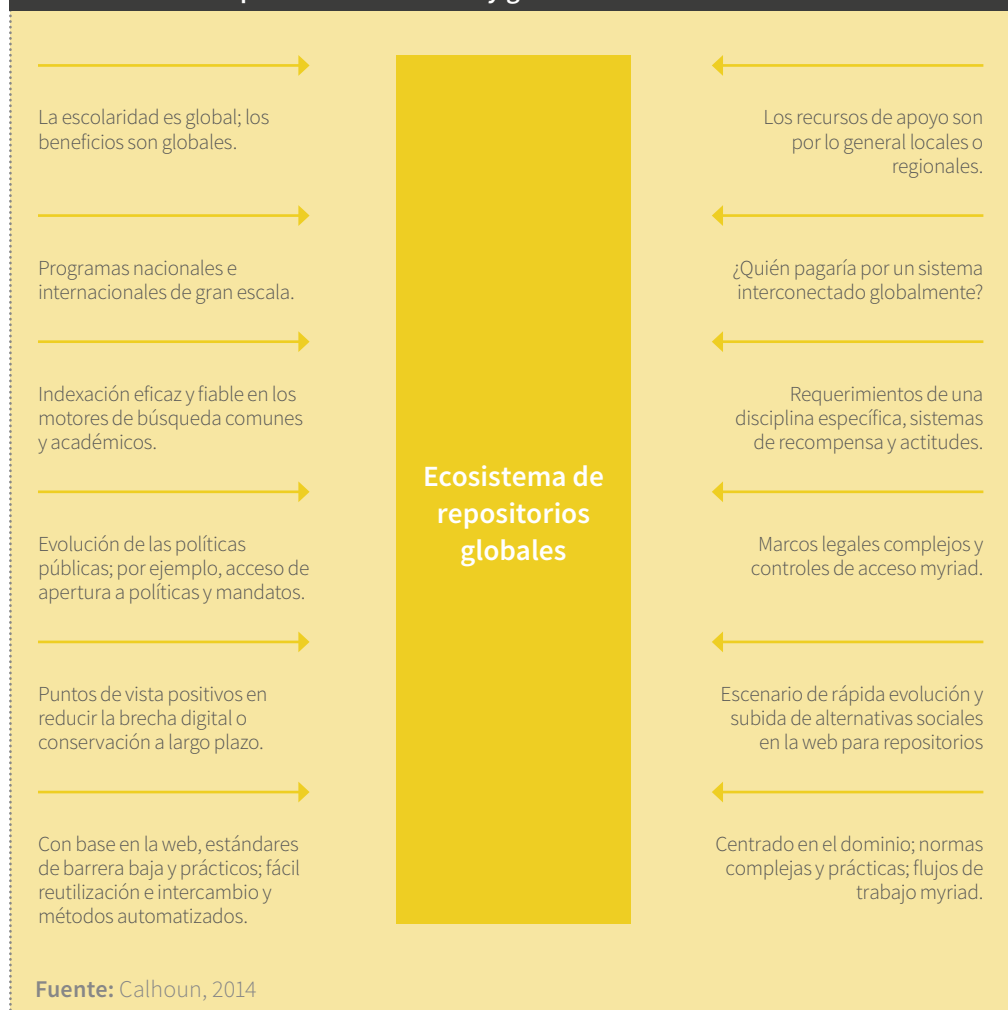 La escolaridad es global; los
beneficios son globales.
Los recursos de apoyo son
por lo general locales o
regionales.
Programas nacionales e
internacionales de gran escala.
¿Quién pagaría por un sistema
interconectado globalmente?
Indexación eficaz y fiable en los
motores de búsqueda comunes
y académicos.
Requerimientos de una
disciplina específica, sistemas
de recompensa y actitudes.
Ecosistema de
repositorios
globales
Evolución de las políticas
públicas; por ejemplo, acceso de
apertura a políticas y mandatos.
Marcos legales complejos y
controles de acceso myriad.
Puntos de vista positivos en
reducir la brecha digital o
conservación a largo plazo.
Escenario de rápida evolución y
subida de alternativas sociales
en la web para repositorios
Con base en la web, estándares
de barrera baja y prácticos; fácil
reutilización e intercambio y
métodos automatizados.
Centrado en el dominio; normas
complejas y prácticas; flujos de
trabajo myriad.
Fuente: Calhoun, 2014